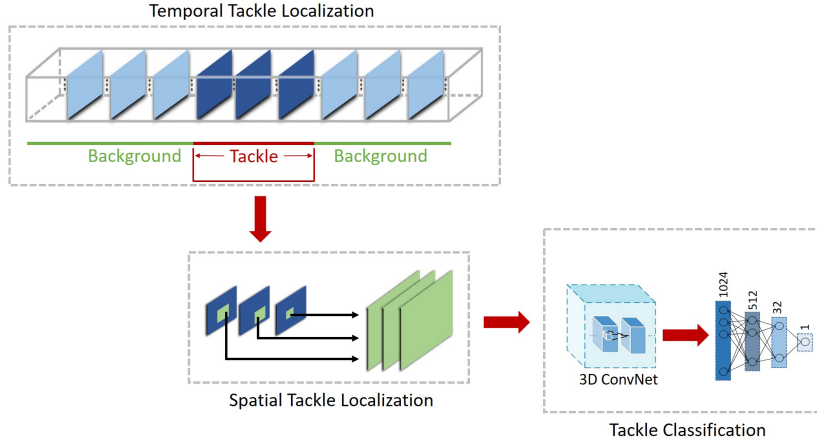 Temporal Tackle Localization
Background
Tackle
Background
Spatial Tackle Localization
3D ConvNet
1024
512
32
1
Tackle Classification